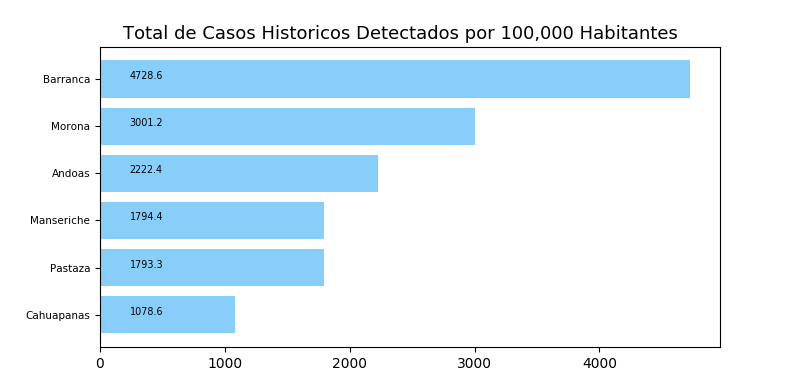 Total de Casos Historicos Detectados por 100,000 Habitantes
Barranca 4728.6
Morona 3001.2
Andoas 2222.4
Manseriche 1794.4
Pastaza 1793.3
Cahuapanas 1078.6
0 1000 2000 3000 4000